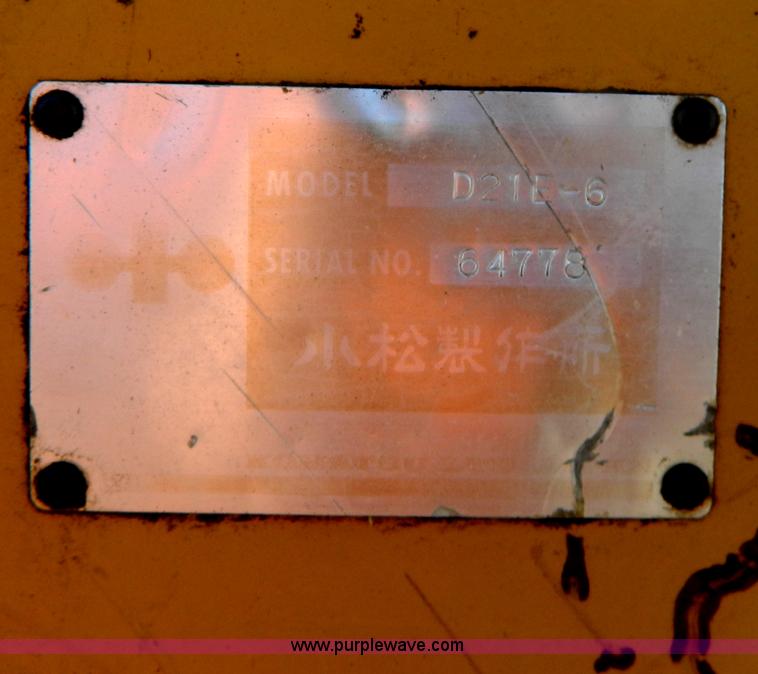 MODEL D21E-6
SERIAL NO. 64778
小松製作所
www.purplewave.com